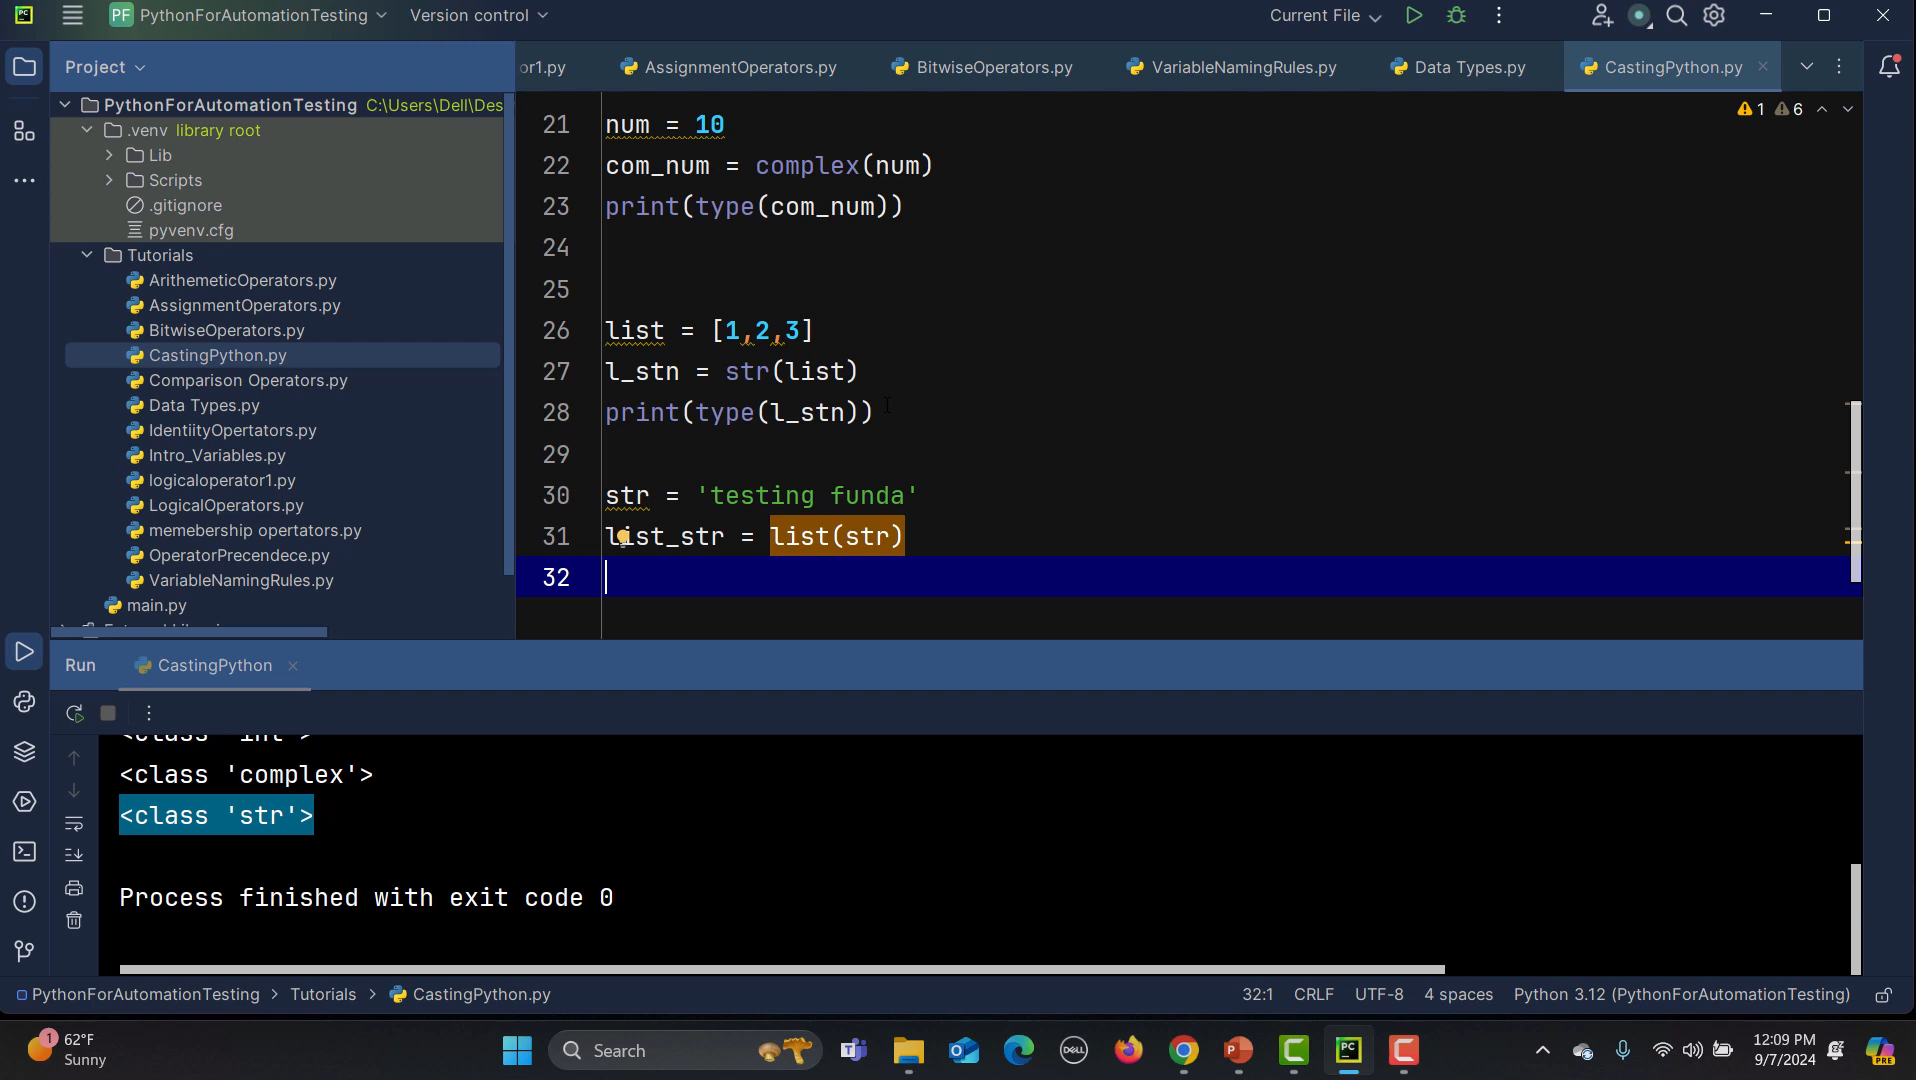 PF PythonForAutomationTesting Version control Current File
Project
or1.py AssignmentOperators.py BitwiseOperators.py VariableNamingRules.py Data Types.py CastingPython.py
PythonForAutomationTesting C:\Users\Dell\Des
.venv library root
Lib
Scripts
.gitignore
pyvenv.cfg
Tutorials
ArithemeticOperators.py
AssignmentOperators.py
BitwiseOperators.py
CastingPython.py
Comparison Operators.py
Data Types.py
IdentiityOpertators.py
Intro_Variables.py
logicaloperator1.py
LogicalOperators.py
memebership opertators.py
OperatorPrecendece.py
VariableNamingRules.py
main.py
1 6
21 num = 10
22 com_num = complex(num)
23 print(type(com_num))
24
25
26 list = [1,2,3]
27 l_stn = str(list)
28 print(type(l_stn))
29
30 str = 'testing funda'
31 list_str = list(str)
32
Run CastingPython
<class 'int'>
<class 'complex'>
<class 'str'>
Process finished with exit code 0
PythonForAutomationTesting > Tutorials > CastingPython.py 32:1 CRLF UTF-8 4 spaces Python 3.12 (PythonForAutomationTesting)
1 62°F
Sunny
Search
DELL
PC
12:09 PM
9/7/2024
PRE